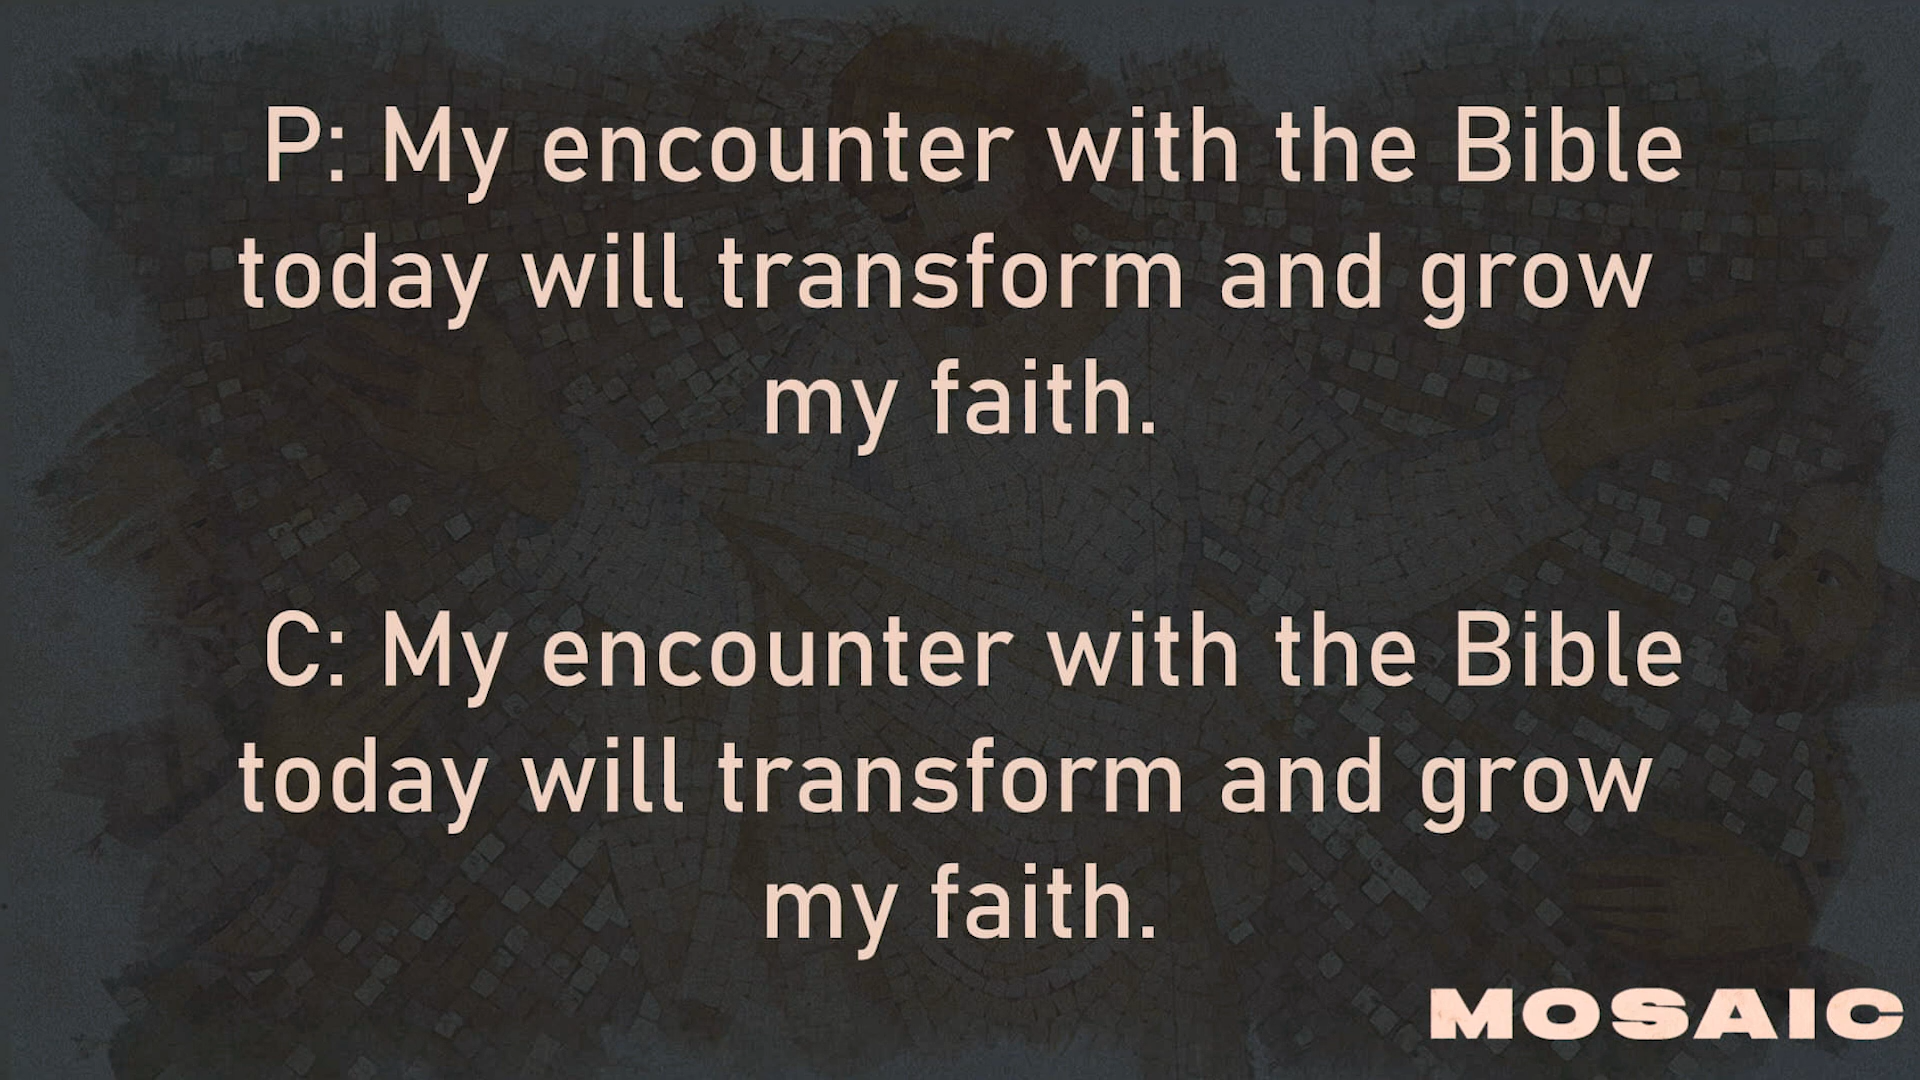 P: My encounter with the Bible
today will transform and grow
my faith.
C: My encounter with the Bible
today will transform and grow
my faith.
MOSAIC